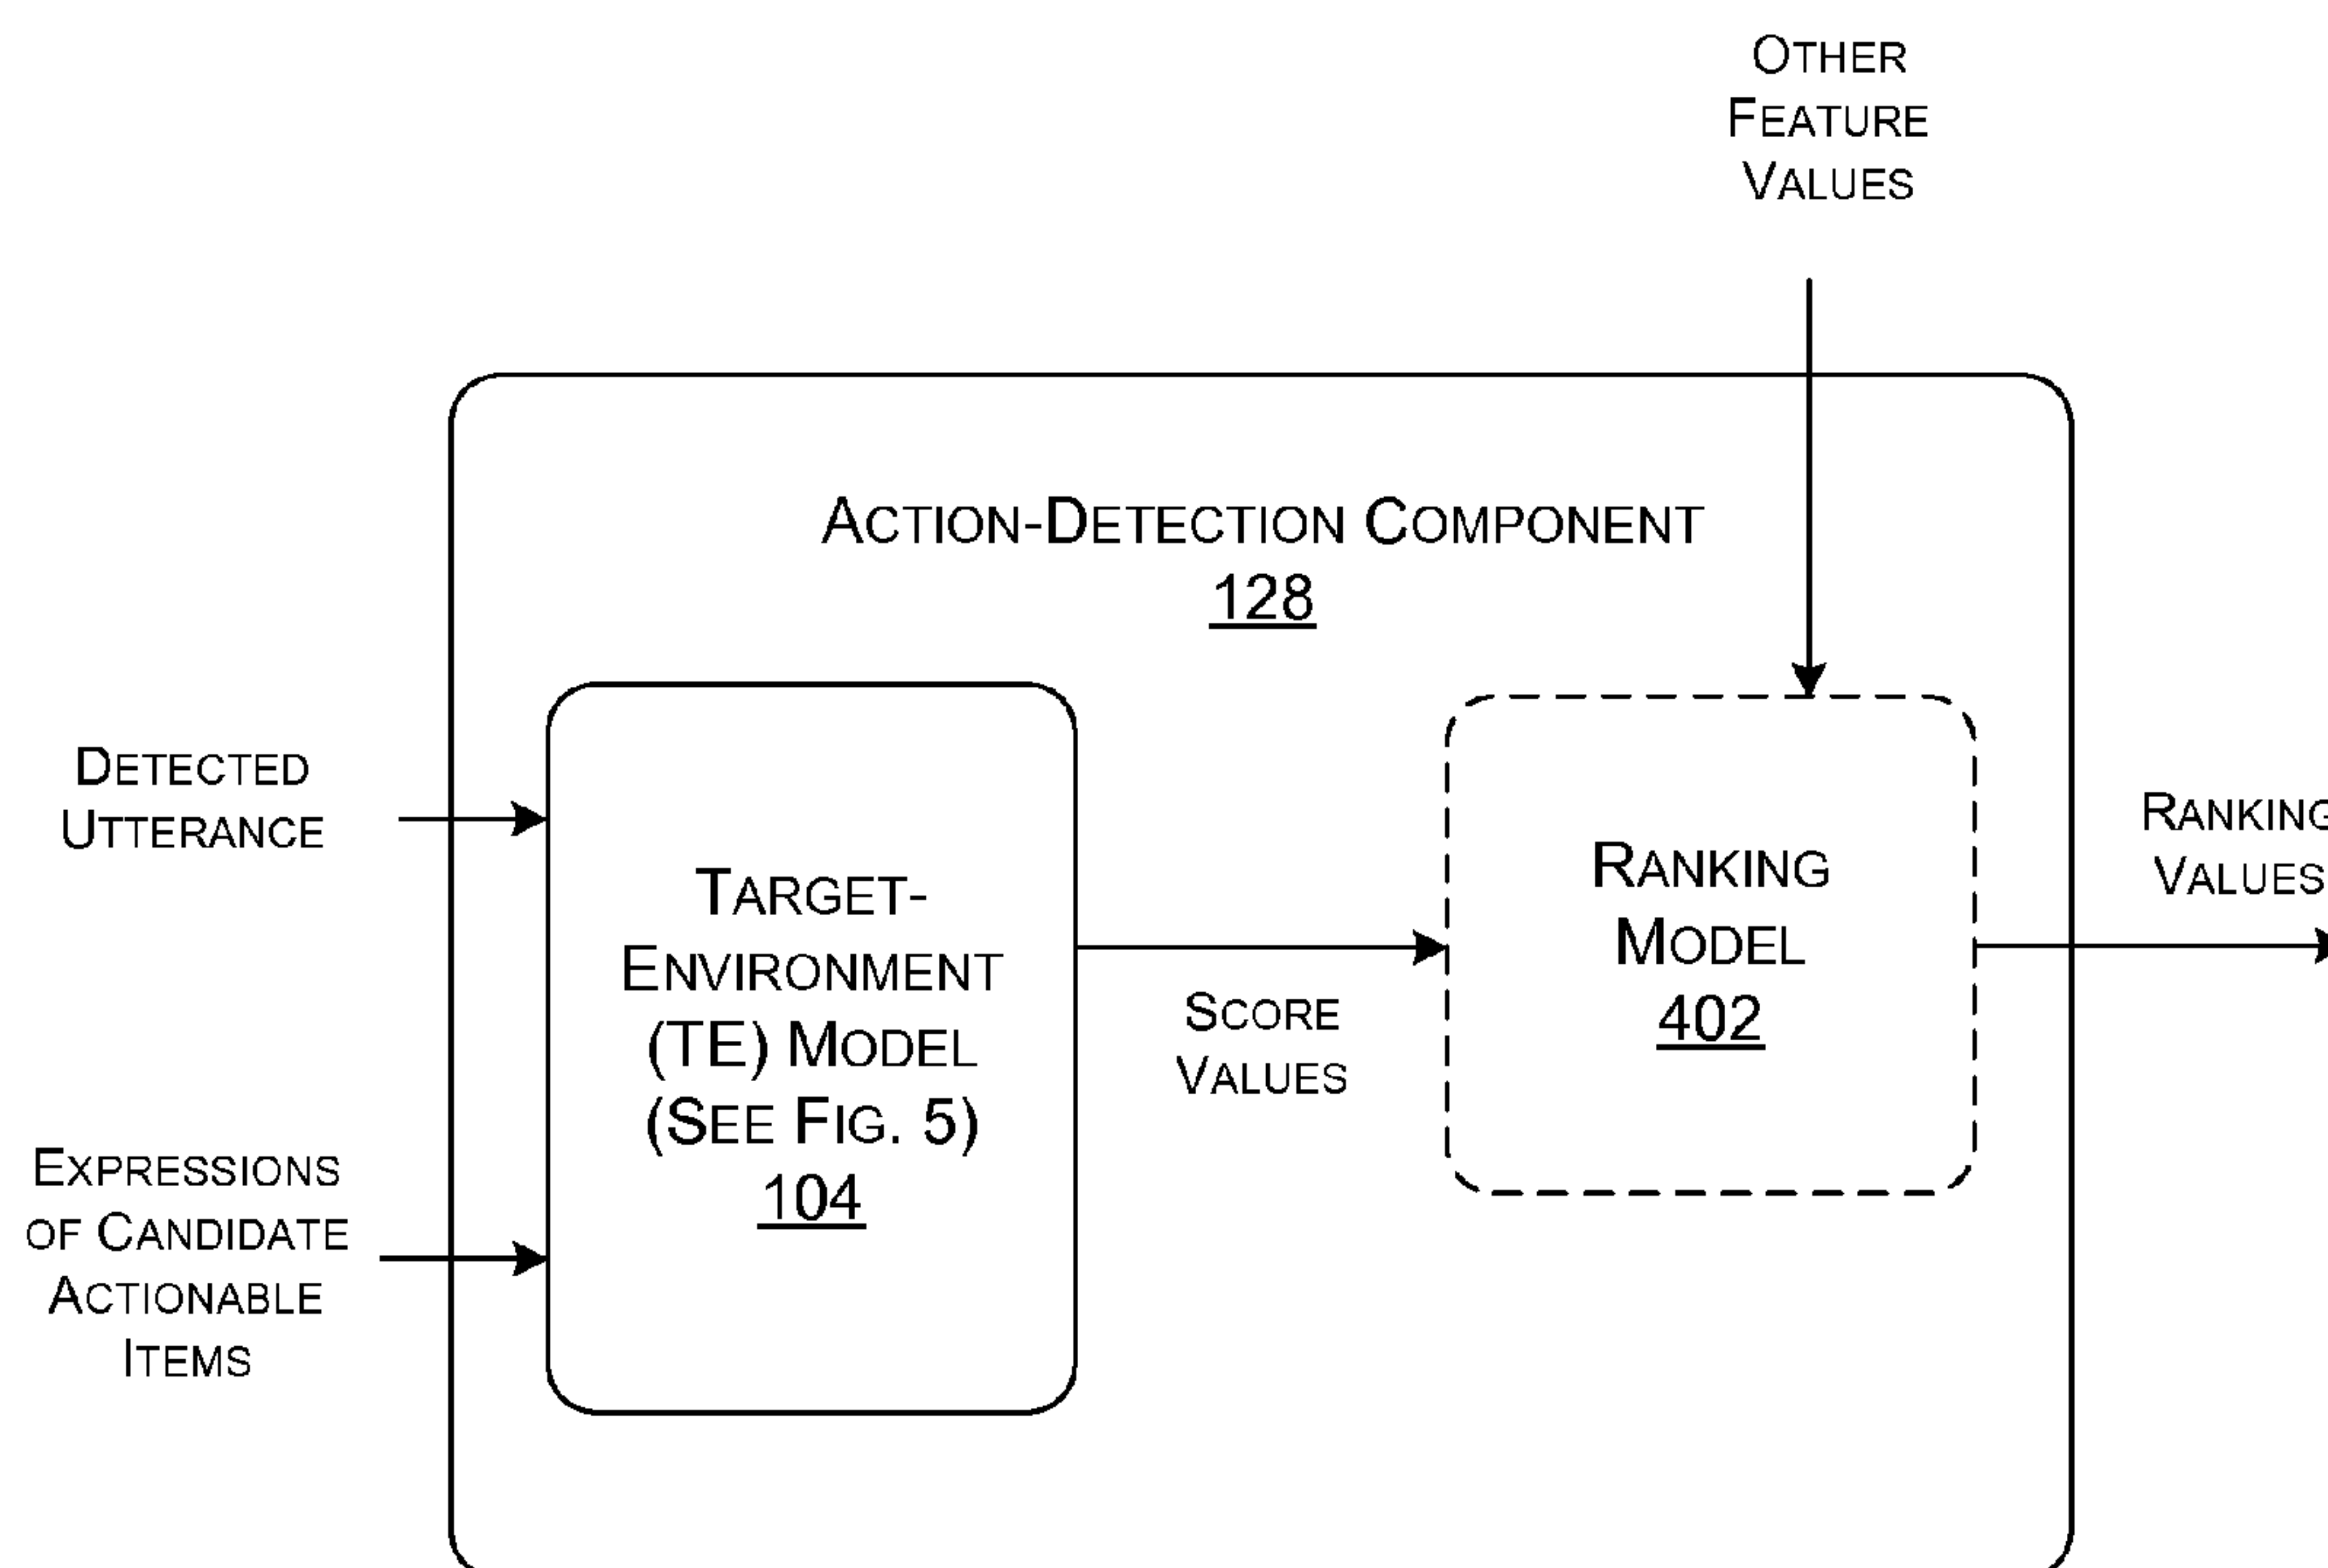 OTHER
FEATURE
VALUES
ACTION-DETECTION COMPONENT
128
DETECTED
UTTERANCE
EXPRESSIONS
OF CANDIDATE
ACTIONABLE
ITEMS
TARGET-
ENVIRONMENT
(TE) MODEL
(SEE FIG. 5)
104
SCORE
VALUES
RANKING
MODEL
402
RANKING
VALUES